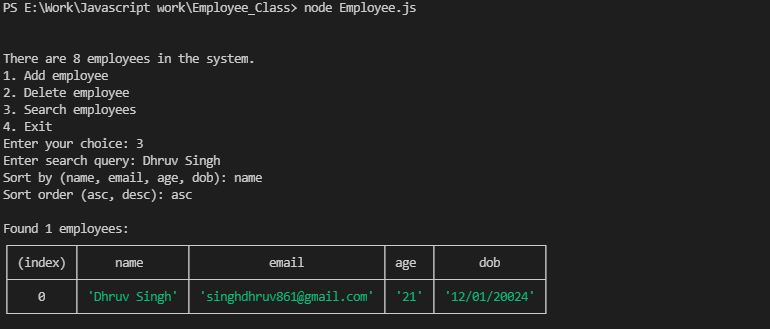 PS E:\Work\Javascript work\Employee_Class> node Employee.js
There are 8 employees in the system.
1. Add employee
2. Delete employee
3. Search employees
4. Exit
Enter your choice: 3
Enter search query: Dhruv Singh
Sort by (name, email, age, dob): name
Sort order (asc, desc): asc
Found 1 employees:
(index) name email age dob
0 'Dhruv Singh' 'singhdhruv861@gmail.com' '21' '12/01/20024'